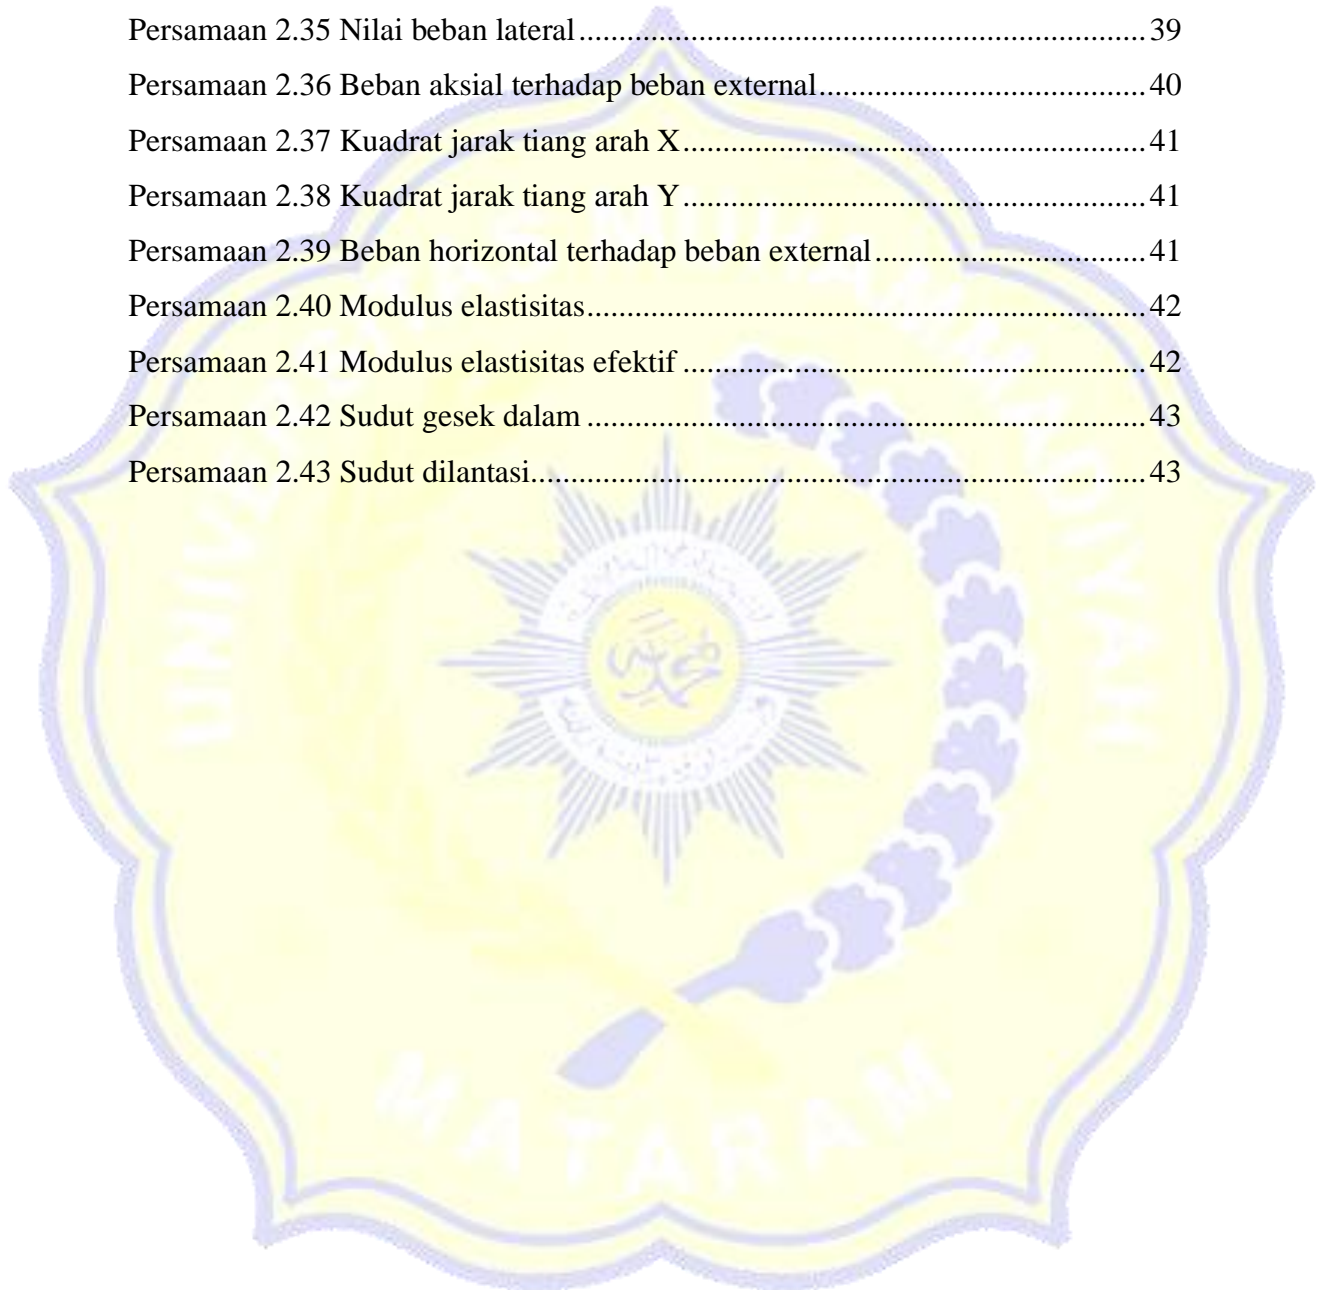 Persamaan 2.35 Nilai beban lateral........................................................................ 39
Persamaan 2.36 Beban aksial terhadap beban external......................................... 40
Persamaan 2.37 Kuadrat jarak tiang arah X.......................................................... 41
Persamaan 2.38 Kuadrat jarak tiang arah Y.......................................................... 41
Persamaan 2.39 Beban horizontal terhadap beban external.................................. 41
Persamaan 2.40 Modulus elastisitas...................................................................... 42
Persamaan 2.41 Modulus elastisitas efektif .......................................................... 42
Persamaan 2.42 Sudut gesek dalam ...................................................................... 43
Persamaan 2.43 Sudut dilantasi............................................................................. 43
UNIVERSITAS MUHAMMADIYAH
MATARAM